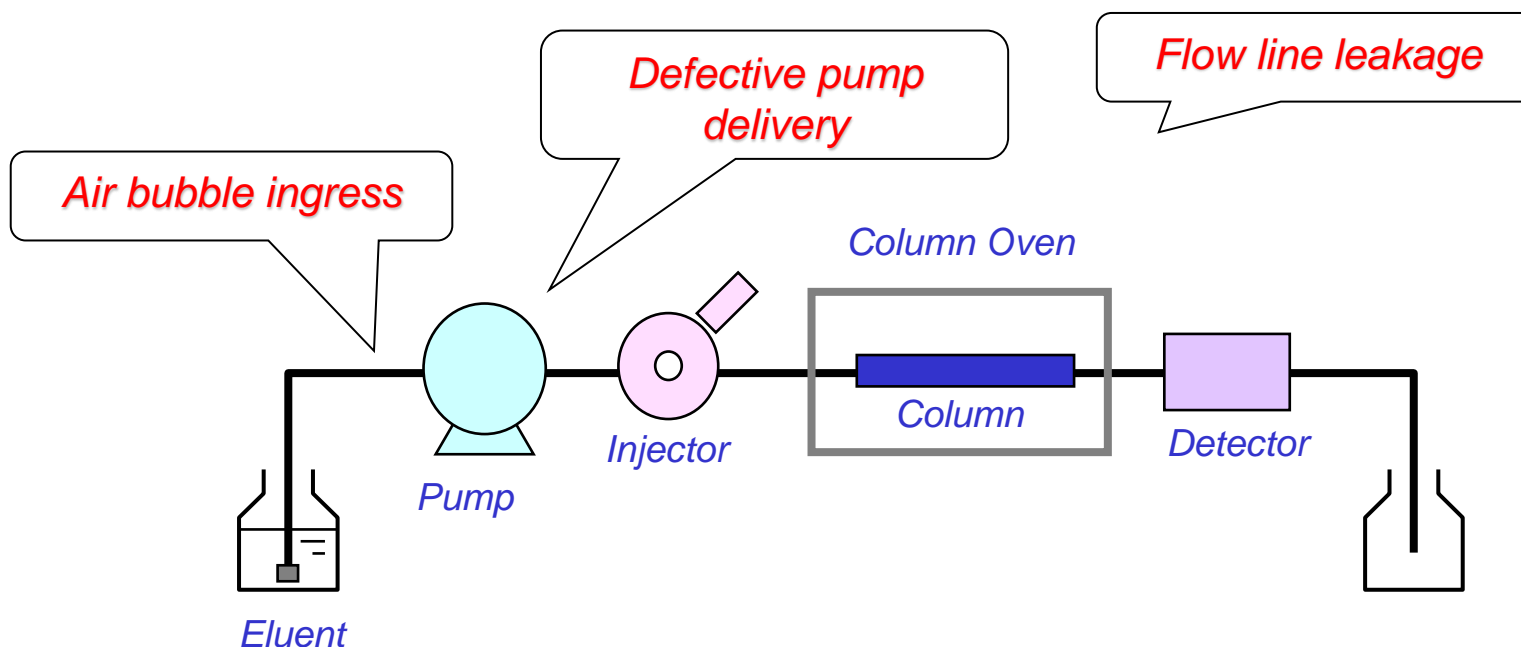 Flow line leakage
Defective pump
delivery
Air bubble ingress
Column Oven
Column
Injector
Detector
Pump
Eluent